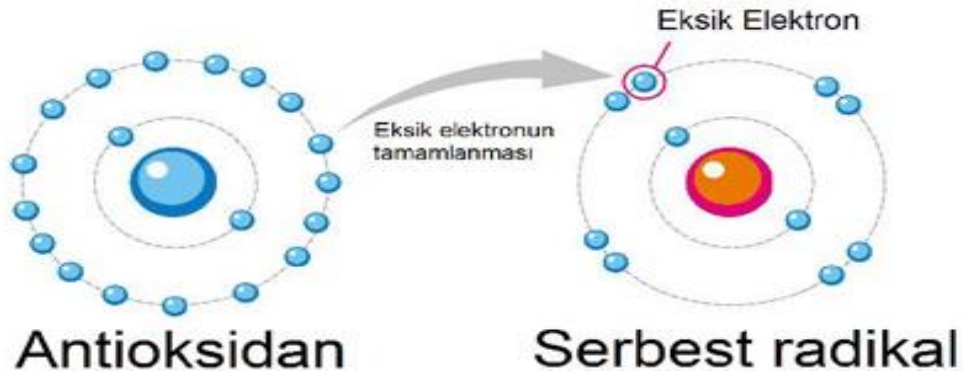 Eksik Elektron
Eksik elektronun
tamamlanması
Antioksidan
Serbest radikal